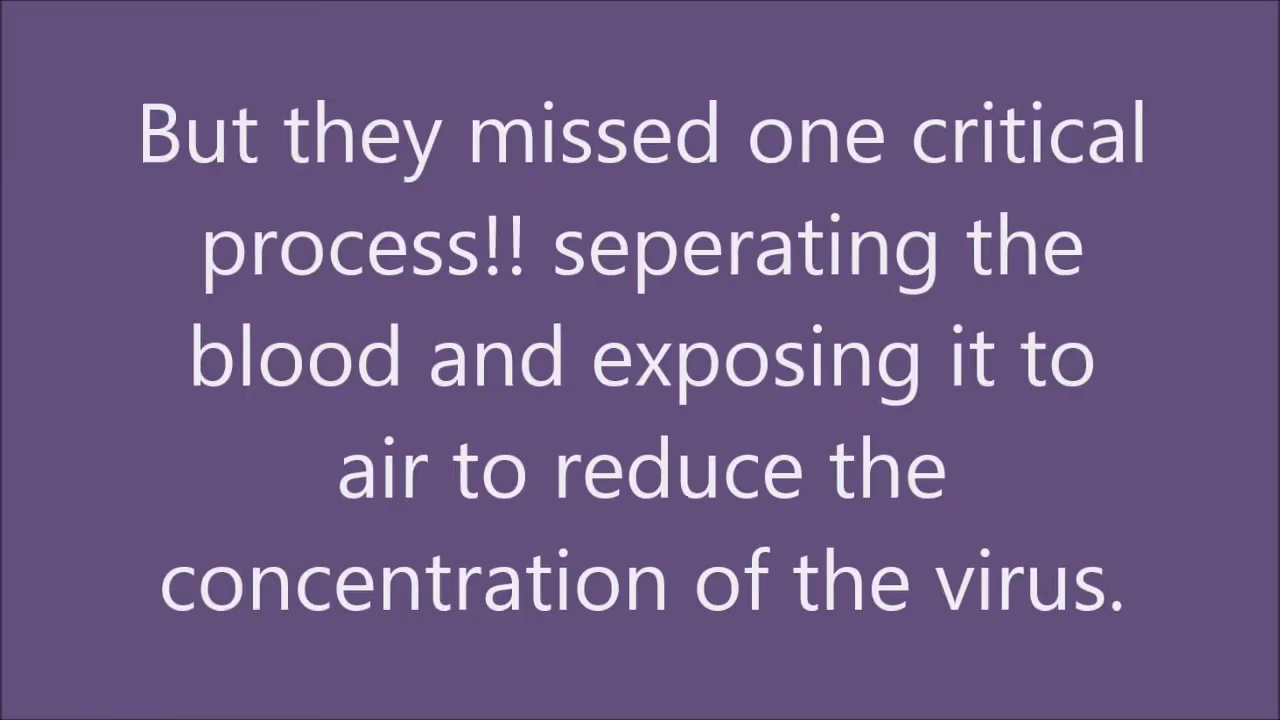 But they missed one critical
process!! seperating the
blood and exposing it to
air to reduce the
concentration of the virus.